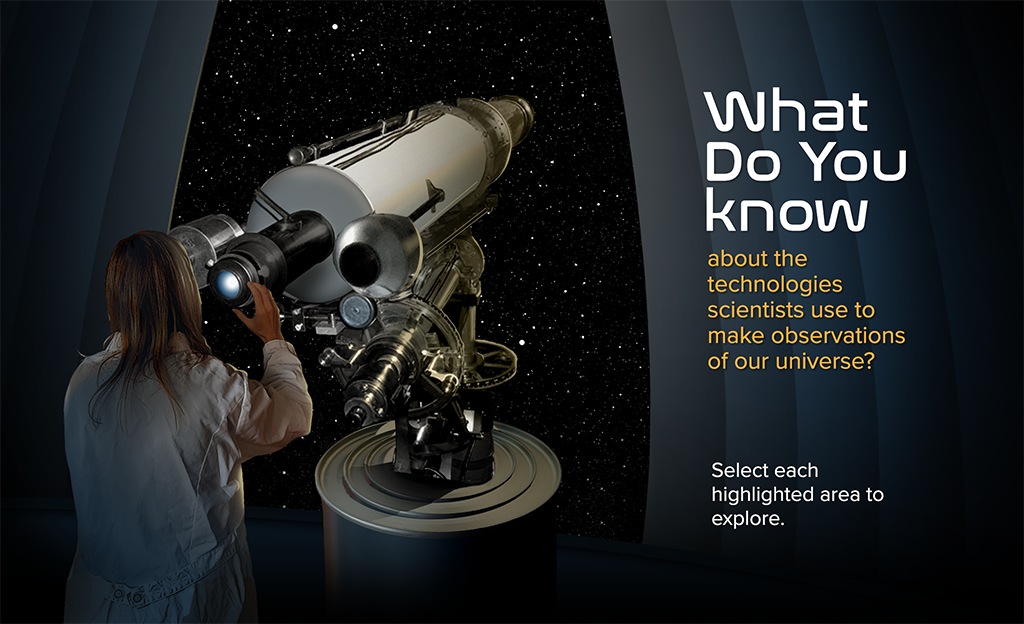 What
Do You
know
about the
technologies
scientists use to
make observations
of our universe?
Select each
highlighted area to
explore.